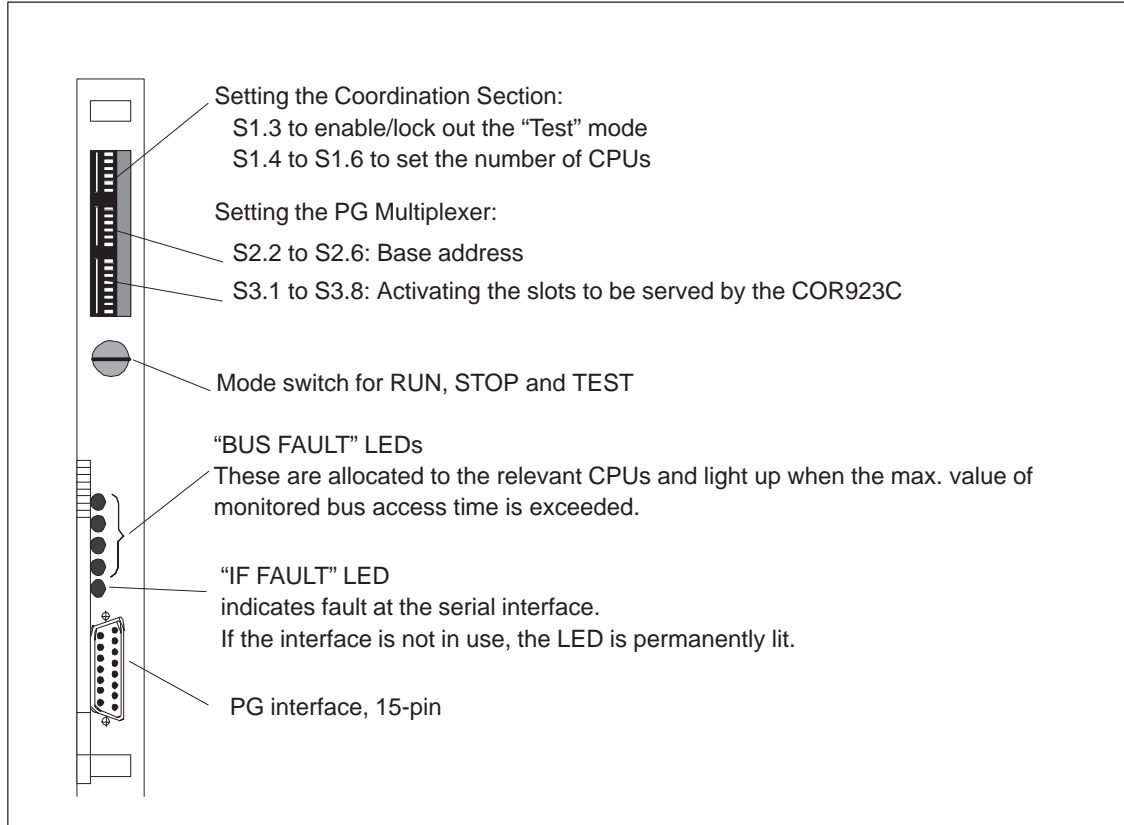 Setting the Coordination Section:
S1.3 to enable/lock out the “Test” mode
S1.4 to S1.6 to set the number of CPUs
Setting the PG Multiplexer:
S2.2 to S2.6: Base address
S3.1 to S3.8: Activating the slots to be served by the COR923C
Mode switch for RUN, STOP and TEST
“BUS FAULT” LEDs
These are allocated to the relevant CPUs and light up when the max. value of
monitored bus access time is exceeded.
“IF FAULT” LED
indicates fault at the serial interface.
If the interface is not in use, the LED is permanently lit.
PG interface, 15-pin